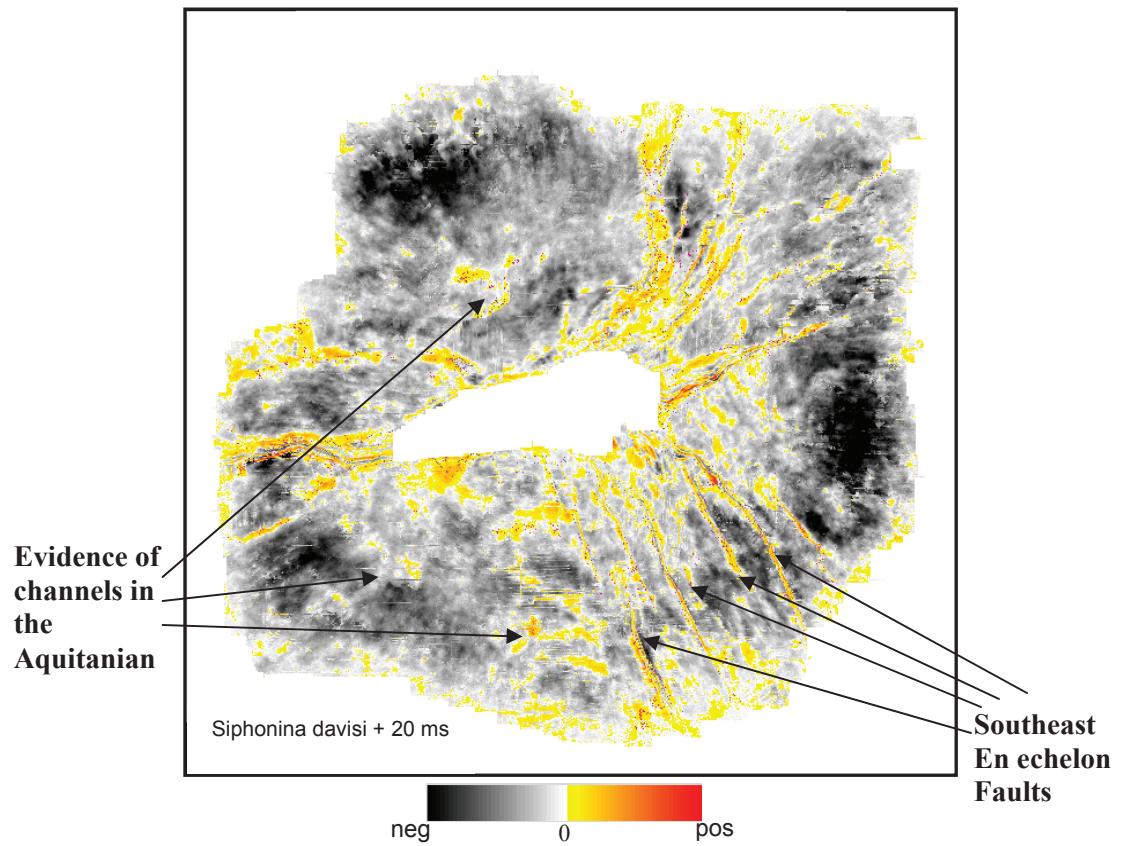 Evidence of
channels in
the
Aquitanian
Siphonina davisi + 20 ms
Southeast
En echelon
Faults
neg
0
pos